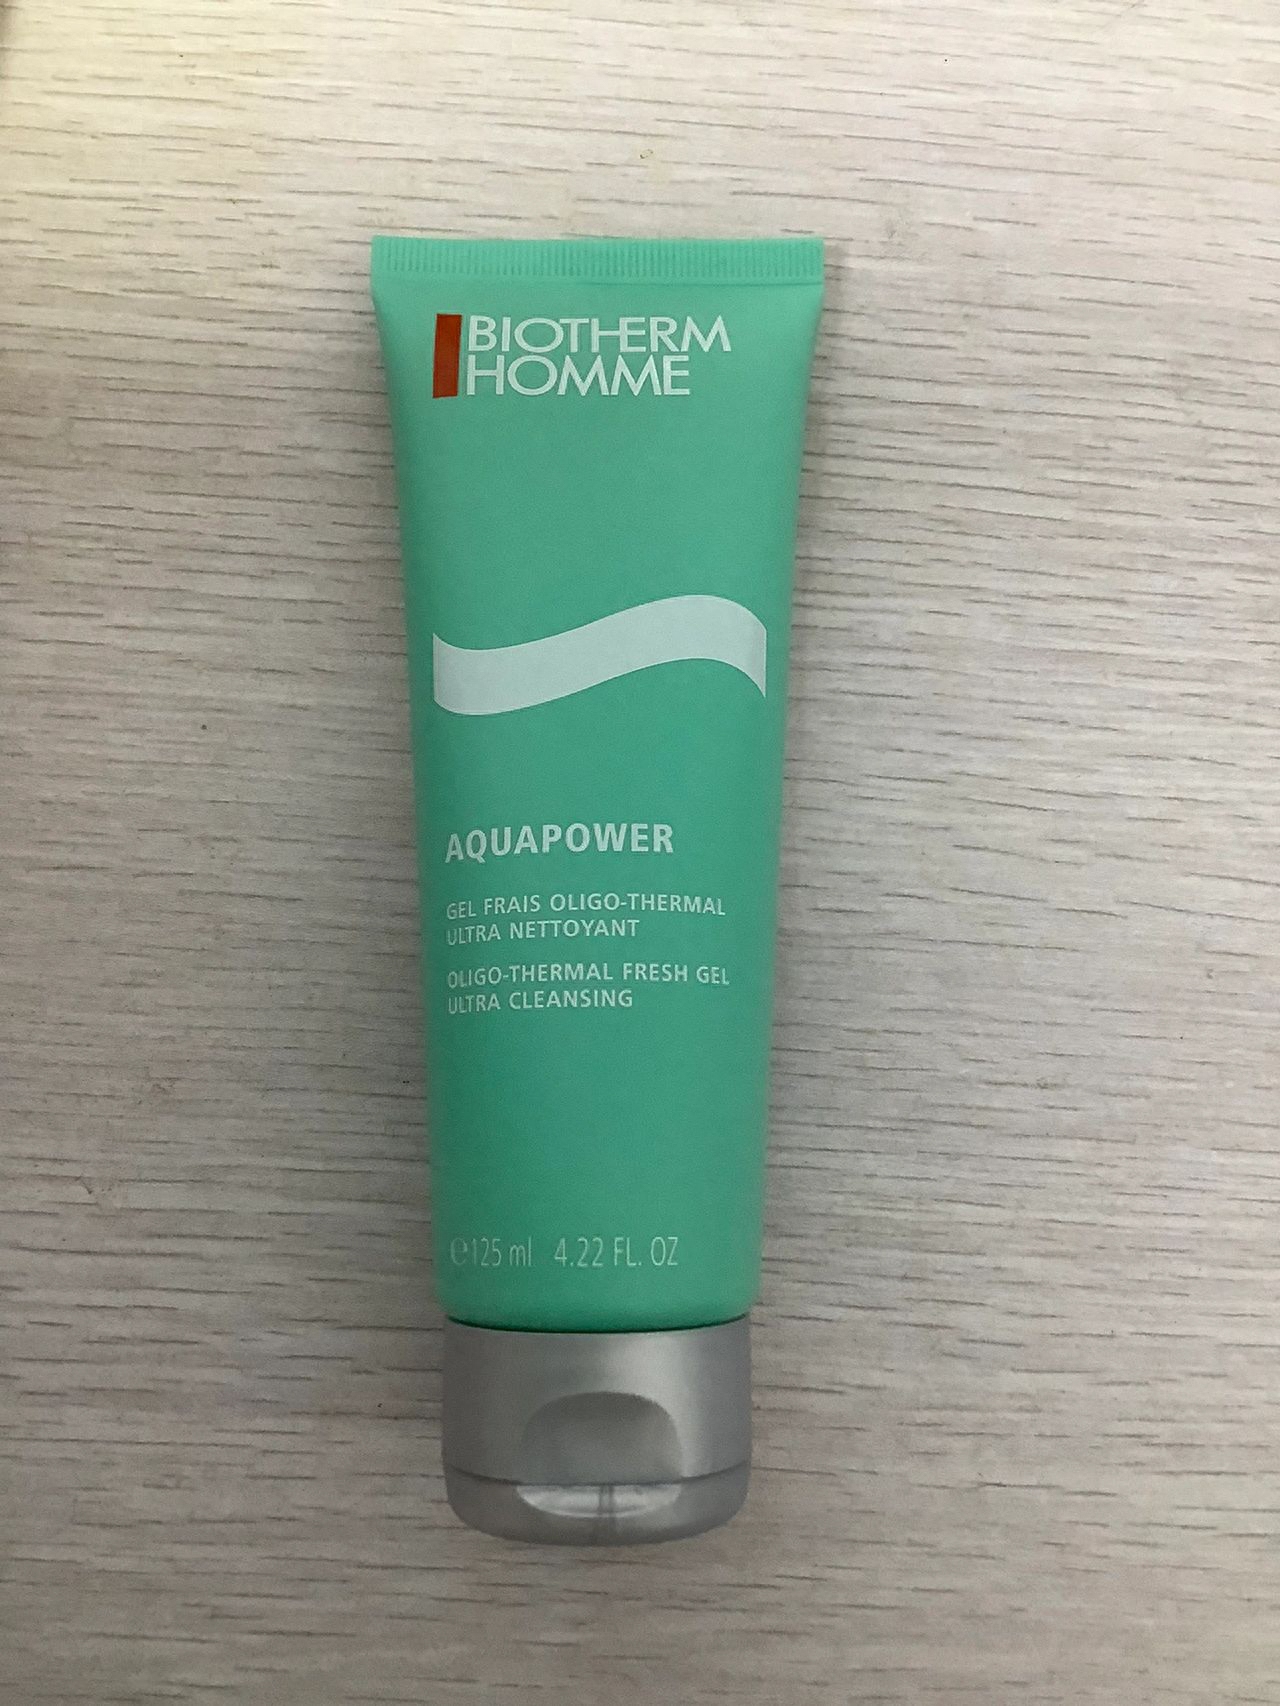 BIOTHERM
HOMME
AQUAPOWER
GEL FRAIS OLIGO-THERMAL
ULTRA NETTOYANT
OLIGO-THERMAL FRESH GEL
ULTRA CLEANSING
℮125 ml 4.22 FL. OZ